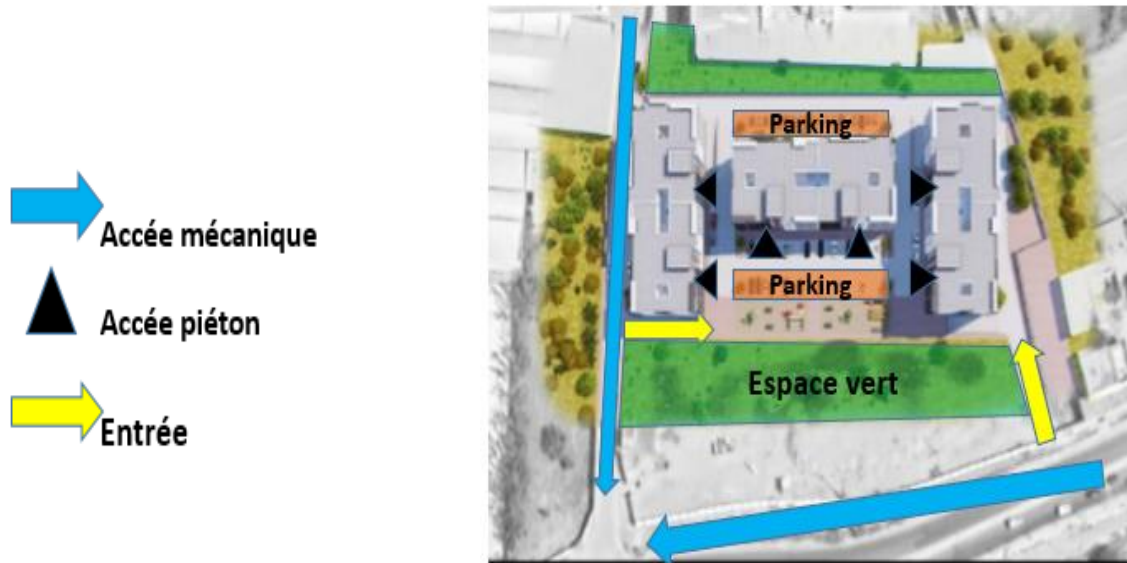 Accée mécanique
Accée piéton
Entrée
Parking
Parking
Espace vert